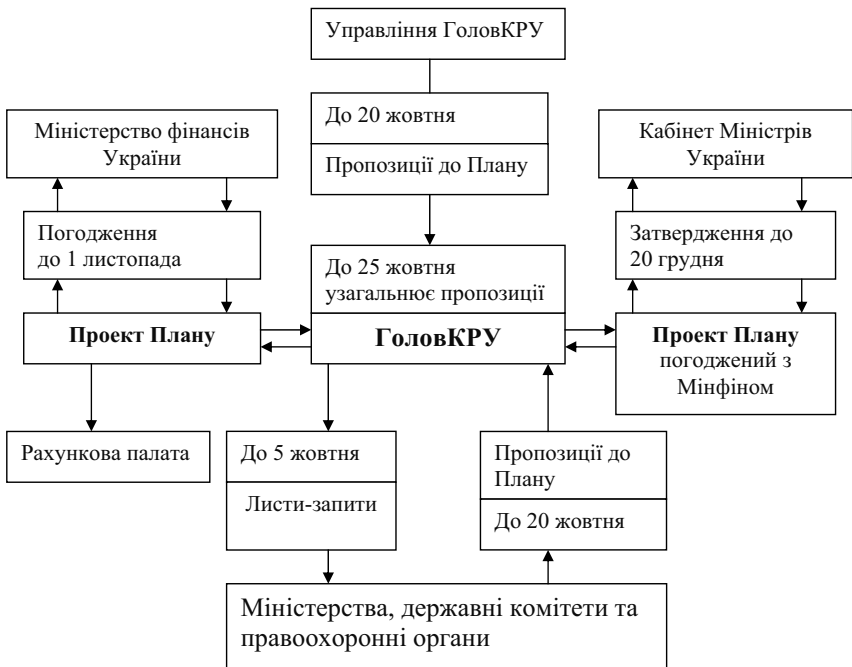 Управління ГоловКРУ
До 20 жовтня
Пропозиції до Плану
Міністерство фінансів
України
Кабінет Міністрів
України
Погодження
до 1 листопада
До 25 жовтня
узагальнює пропозиції
Затвердження до
20 грудня
Проект Плану
ГоловКРУ
Проект Плану
погоджений з
Мінфіном
Рахункова палата
До 5 жовтня
Листи-запити
Пропозиції до
Плану
До 20 жовтня
Міністерства, державні комітети та
правоохоронні органи